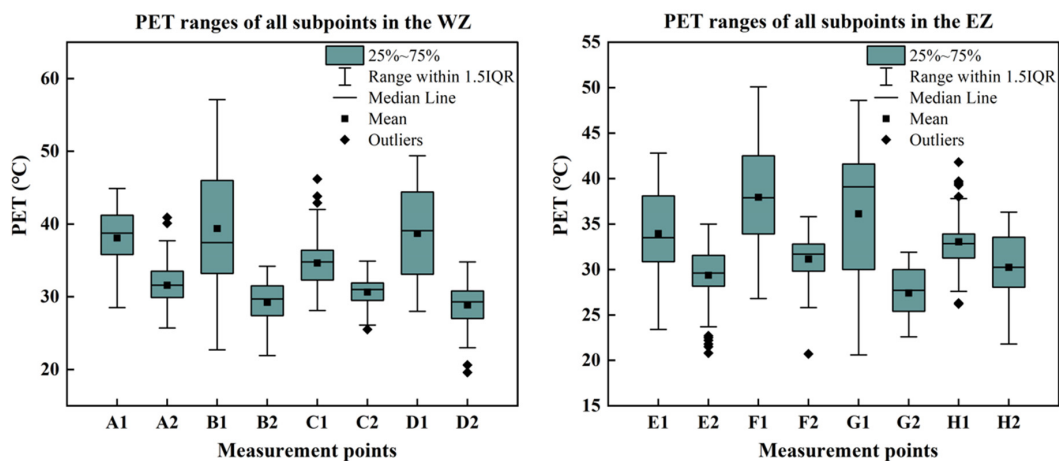 PET ranges of all subpoints in the WZ
25%~75%
Range within 1.5IQR
Median Line
Mean
Outliers
PET (℃)
60
50
40
30
20
A1 A2 B1 B2 C1 C2 D1 D2
Measurement points
PET ranges of all subpoints in the EZ
25%~75%
Range within 1.5IQR
Median Line
Mean
Outliers
PET (℃)
55
50
45
40
35
30
25
20
15
E1 E2 F1 F2 G1 G2 H1 H2
Measurement points